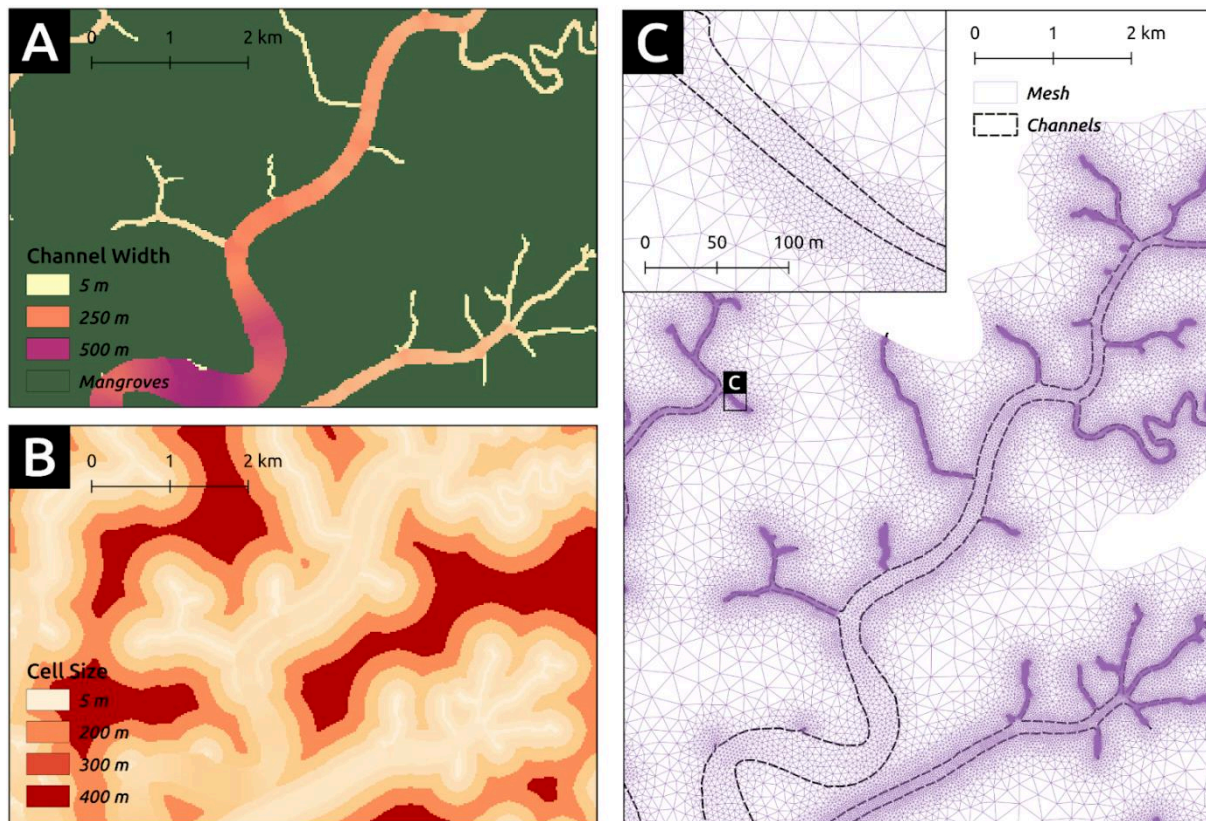 A
0 1 2 km
Channel Width
5 m
250 m
500 m
Mangroves
B
0 1 2 km
Cell Size
5 m
200 m
300 m
400 m
C
0 50 100 m
0 1 2 km
Mesh
Channels
C